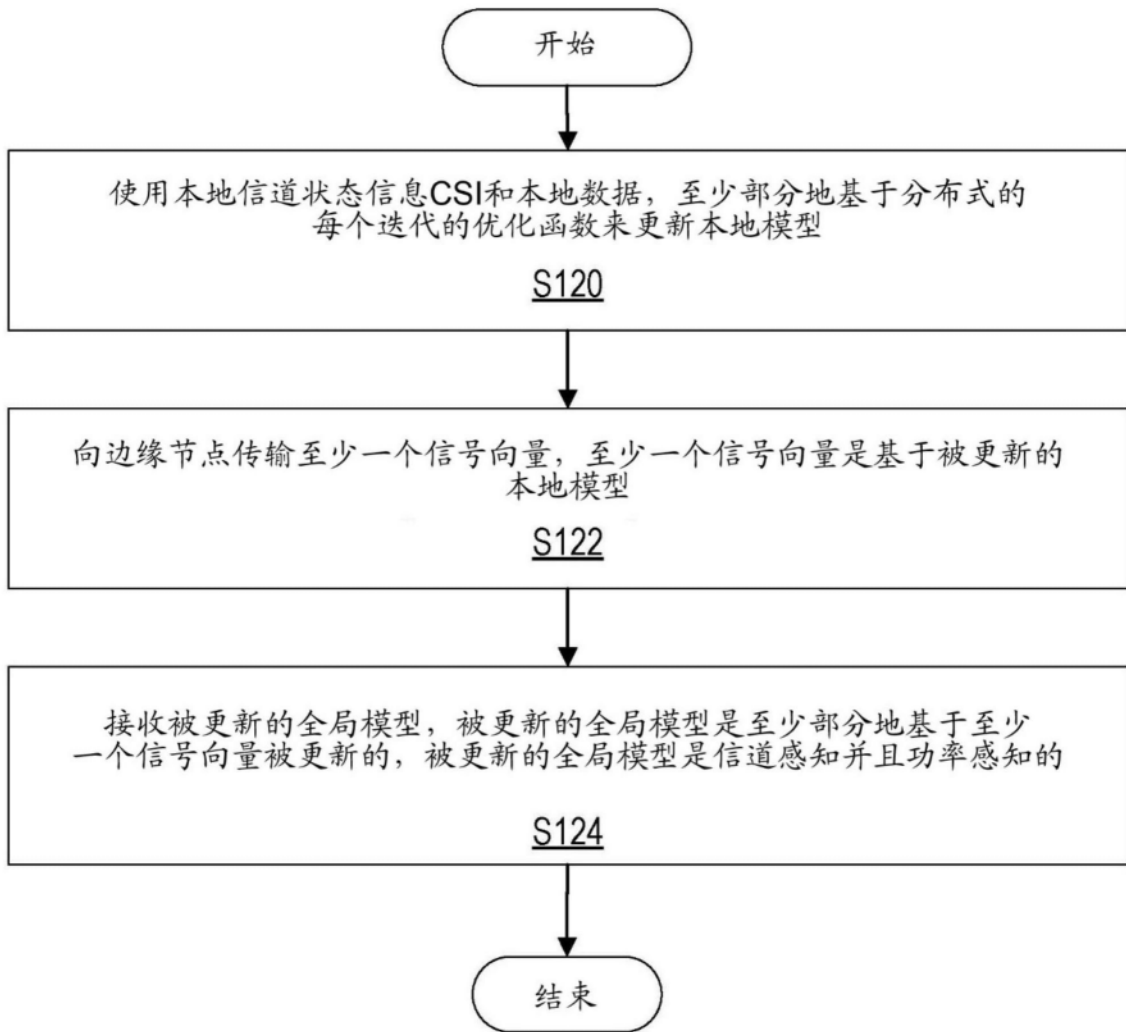 开始
使用本地信道状态信息CSI和本地数据，至少部分地基于分布式的
每个迭代的优化函数来更新本地模型
S120
向边缘节点传输至少一个信号向量，至少一个信号向量是基于被更新的
本地模型
S122
接收被更新的全局模型，被更新的全局模型是至少部分地基于至少
一个信号向量被更新的，被更新的全局模型是信道感知并且功率感知的
S124
结束